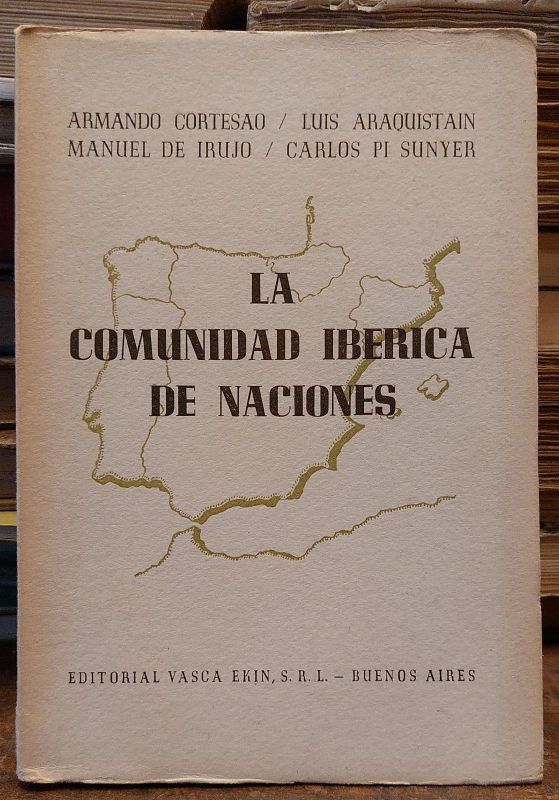 ARMANDO CORTESAO / LUIS ARAQUISTAIN
MANUEL DE IRUJO / CARLOS PI SUNYER
LA
COMUNIDAD IBERICA
DE NACIONES
EDITORIAL VASCA EKIN, S. R. L. – BUENOS AIRES